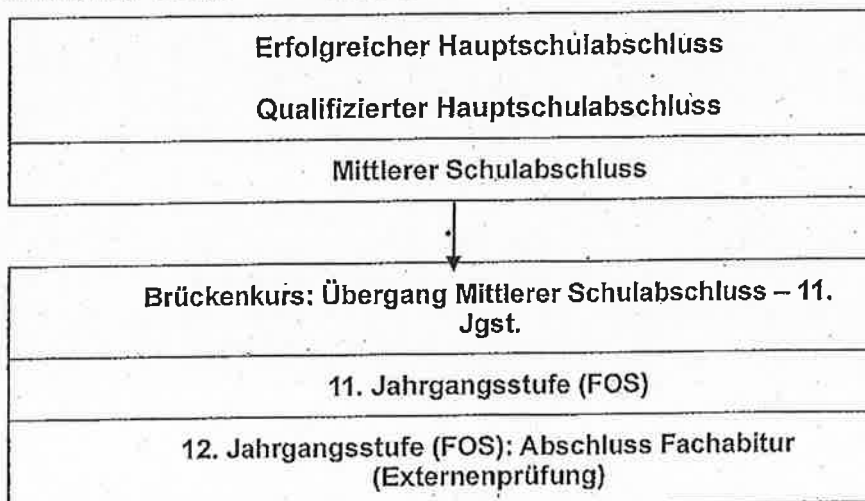 Erfolgreicher Hauptschulabschluss
Qualifizierter Hauptschulabschluss
Mittlerer Schulabschluss
Brückenkurs: Übergang Mittlerer Schulabschluss – 11.
Jgst.
11. Jahrgangsstufe (FOS)
12. Jahrgangsstufe (FOS): Abschluss Fachabitur
(Externenprüfung)